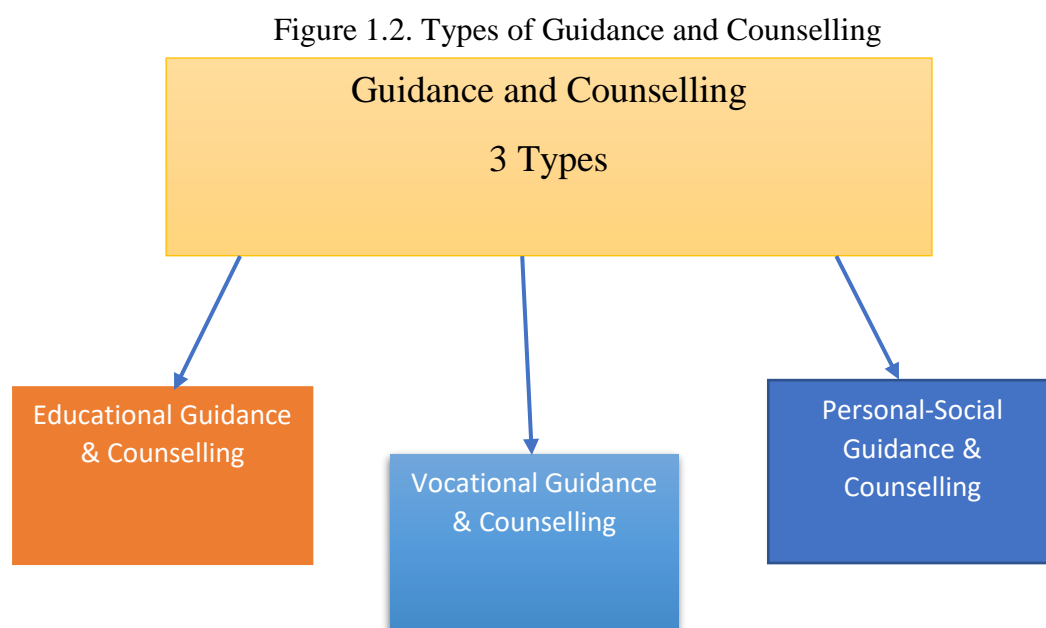 Figure 1.2. Types of Guidance and Counselling
Guidance and Counselling
3 Types
Educational Guidance
& Counselling
Vocational Guidance
& Counselling
Personal-Social
Guidance &
Counselling